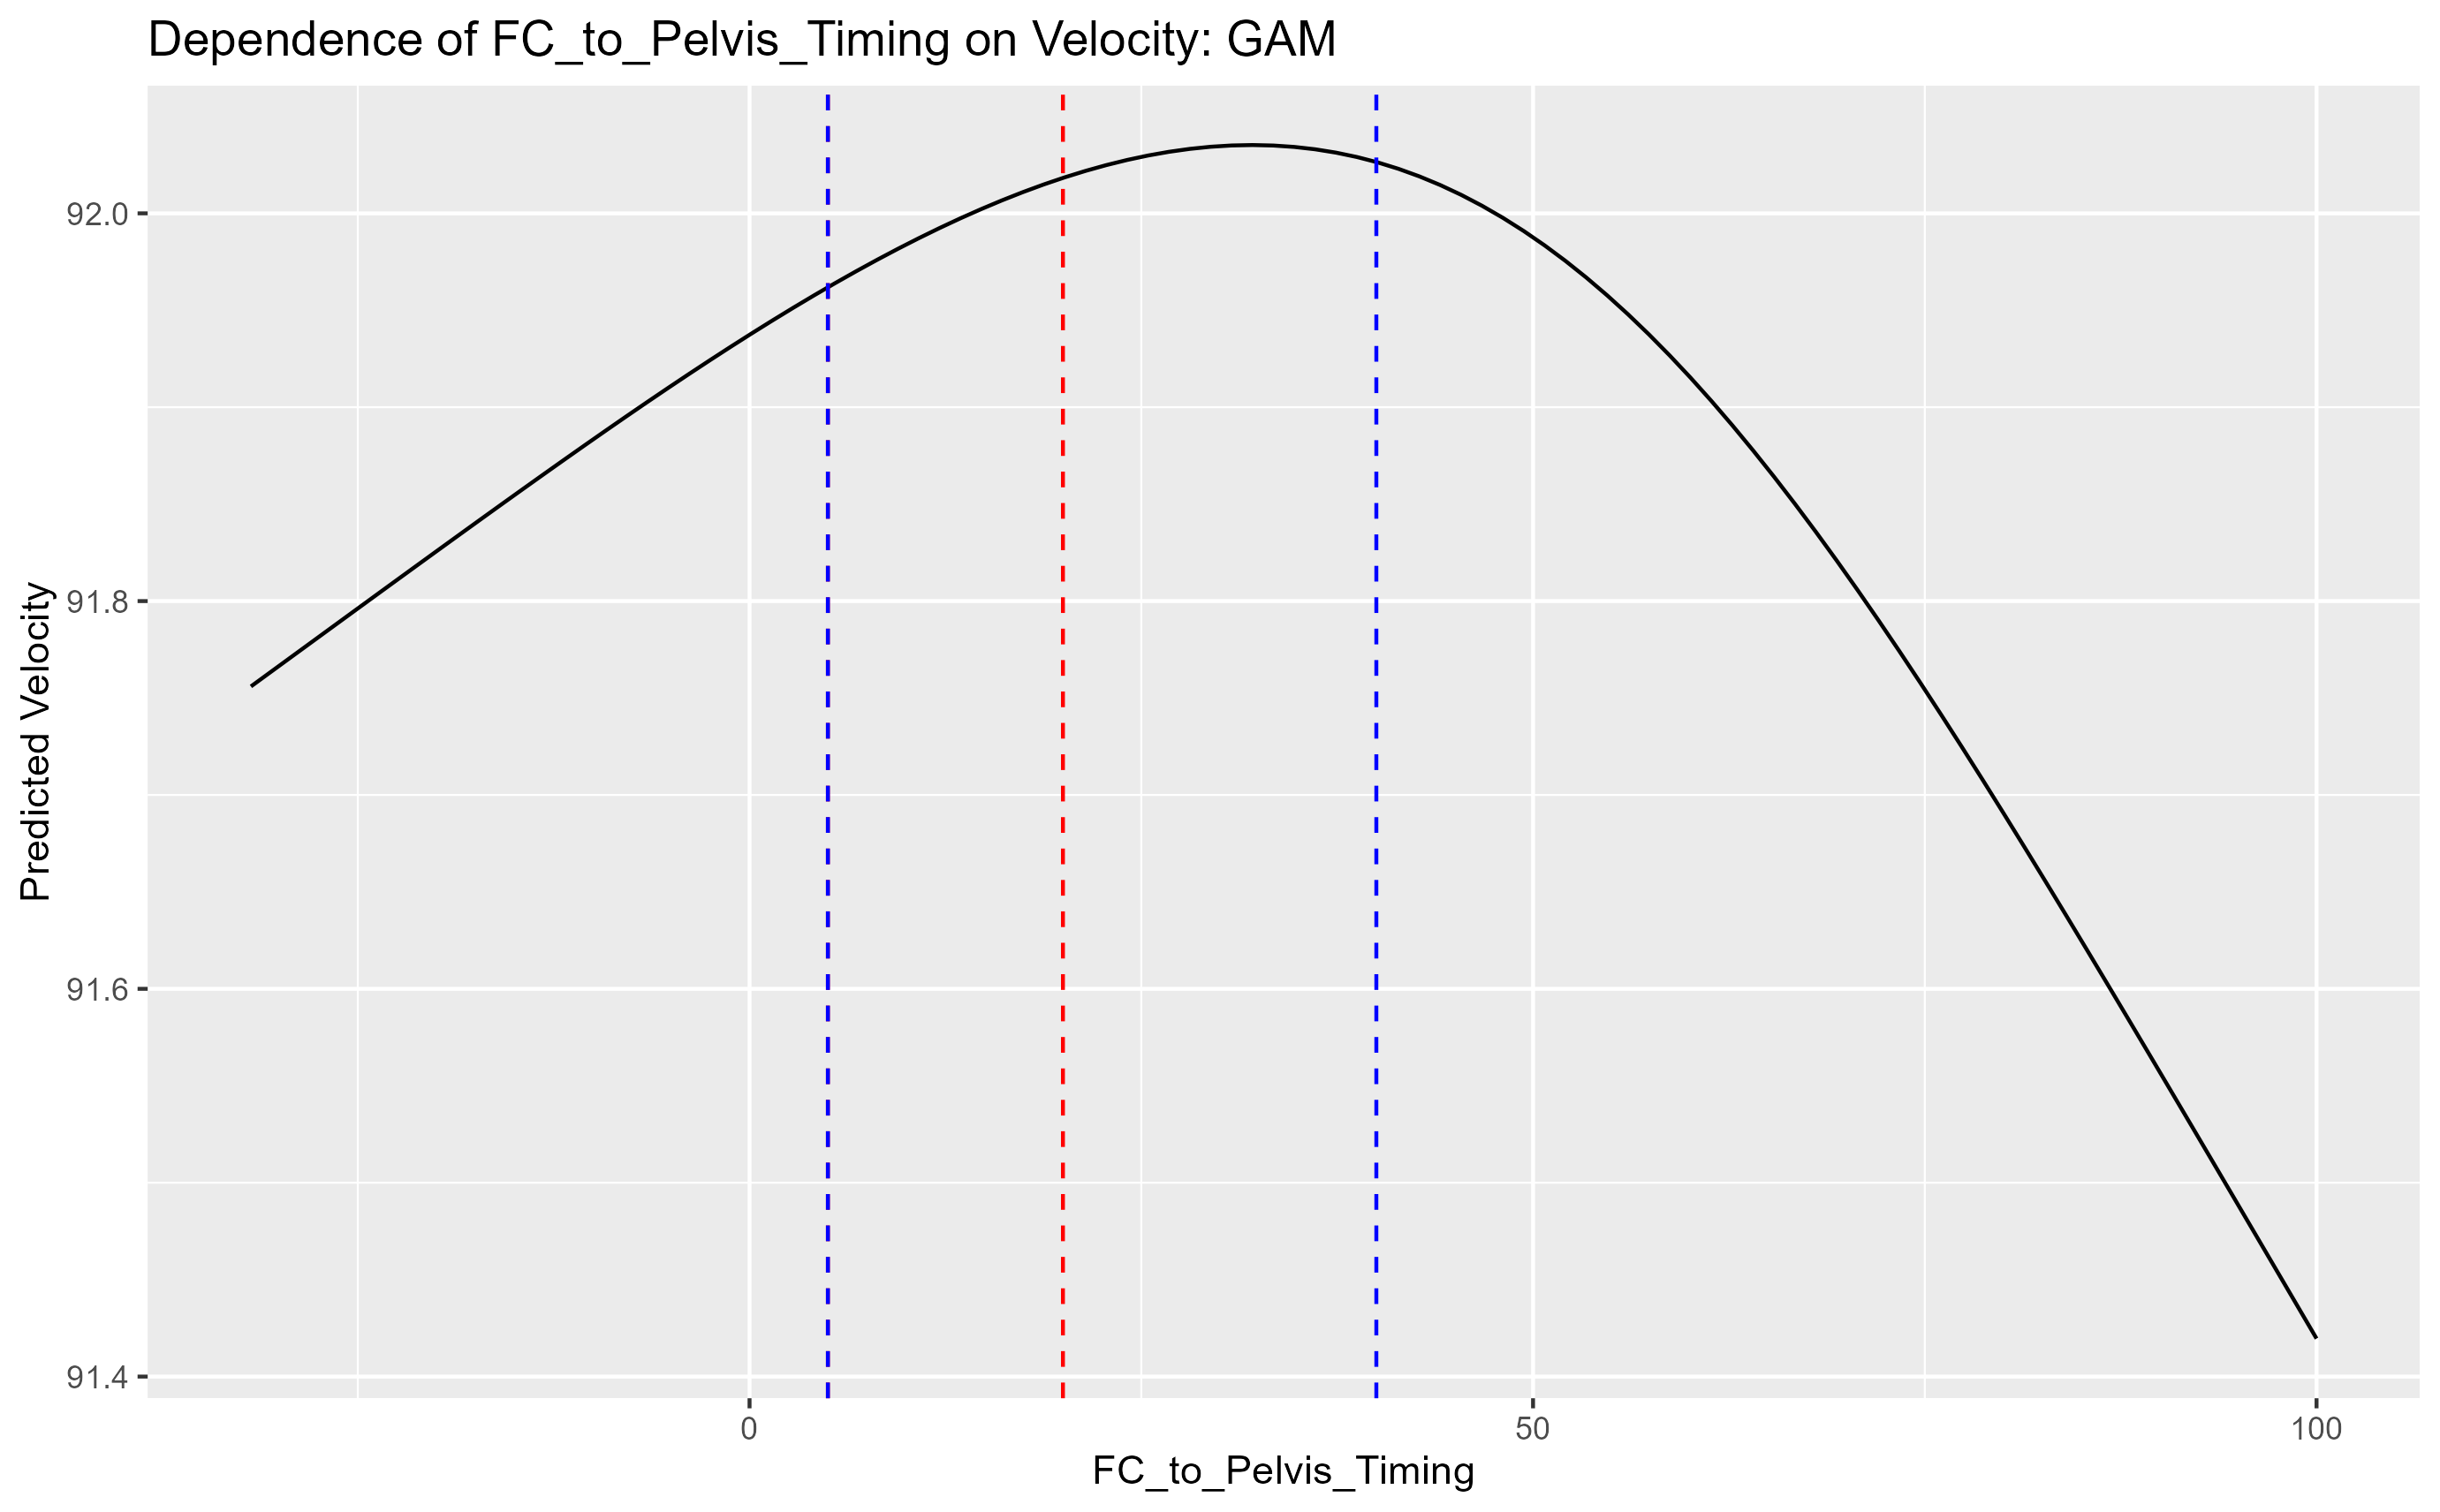 Dependence of FC_to_Pelvis_Timing on Velocity: GAM
Predicted Velocity
92.0
91.8
91.6
91.4
0
50
100
FC_to_Pelvis_Timing